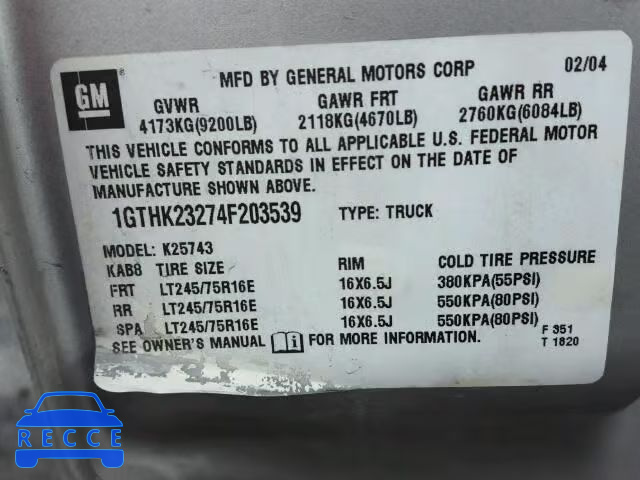 GM
®
MFD BY GENERAL MOTORS CORP 02/04
GVWR GAWR FRT GAWR RR
4173KG(9200LB) 2118KG(4670LB) 2760KG(6084LB)
THIS VEHICLE CONFORMS TO ALL APPLICABLE U.S. FEDERAL MOTOR
VEHICLE SAFETY STANDARDS IN EFFECT ON THE DATE OF
MANUFACTURE SHOWN ABOVE.
1GTHK23274F203539 TYPE: TRUCK
MODEL: K25743
KAB8 TIRE SIZE RIM COLD TIRE PRESSURE
FRT LT245/75R16E 16X6.5J 380KPA(55PSI)
RR LT245/75R16E 16X6.5J 550KPA(80PSI)
SPA LT245/75R16E 16X6.5J 550KPA(80PSI)
SEE OWNER'S MANUAL FOR MORE INFORMATION.
F 351
T 1820
RECCE